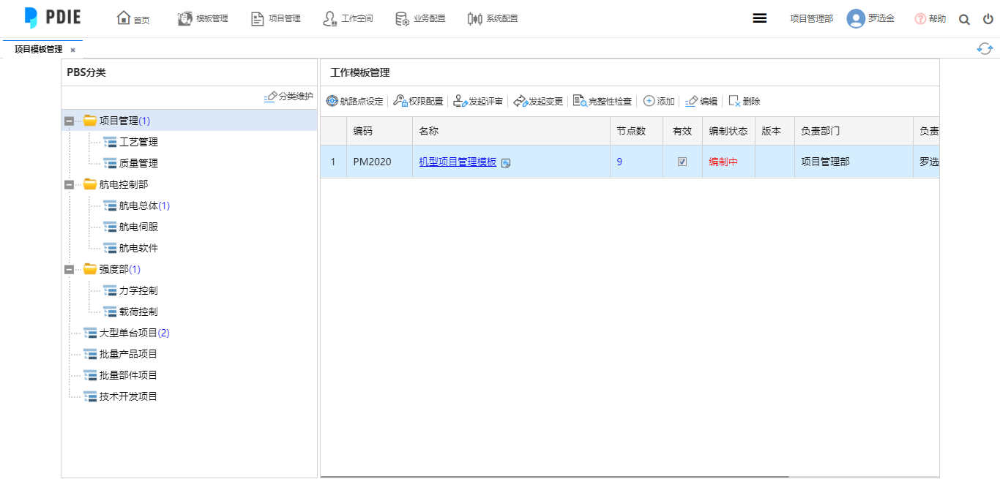 PDIE 首页 模板管理 项目管理 工作空间 业务配置 系统配置 项目管理部 罗选金 帮助
项目模板管理
PBS分类
分类维护
项目管理(1)
工艺管理
质量管理
航电控制部
航电总体(1)
航电伺服
航电软件
强度部(1)
力学控制
载荷控制
大型单台项目(2)
批量产品项目
批量部件项目
技术开发项目
工作模板管理
航路点设定 权限配置 发起评审 发起变更 完整性检查 添加 编辑 删除
编码 名称 节点数 有效 编制状态 版本 负责部门 负责
1 PM2020 机型项目管理模板 9 编制中 项目管理部 罗选